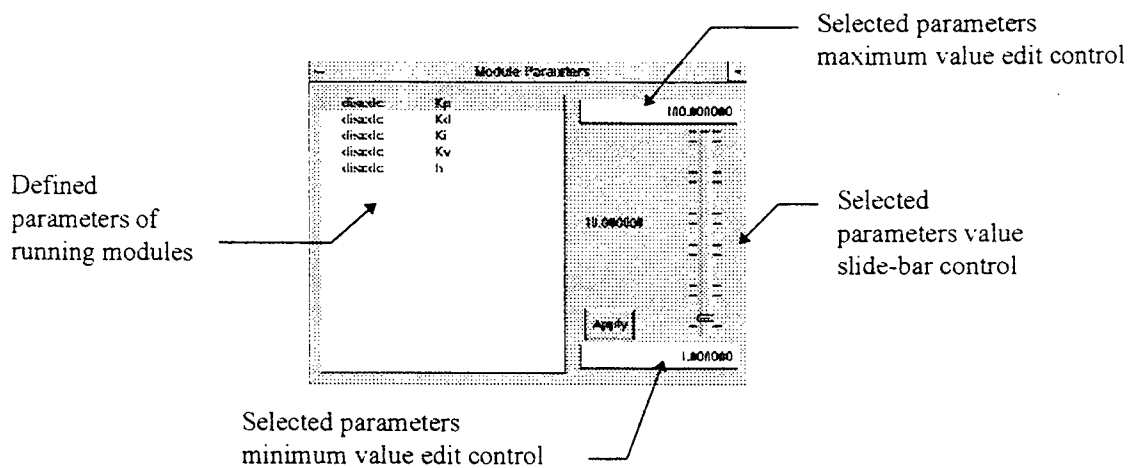 Selected parameters
maximum value edit control
Module Parameters
Kp
100.000000
Kd
Ki
Kv
h
Defined
parameters of
running modules
10.000000
Selected
parameters value
slide-bar control
Apply
1.000000
Selected parameters
minimum value edit control